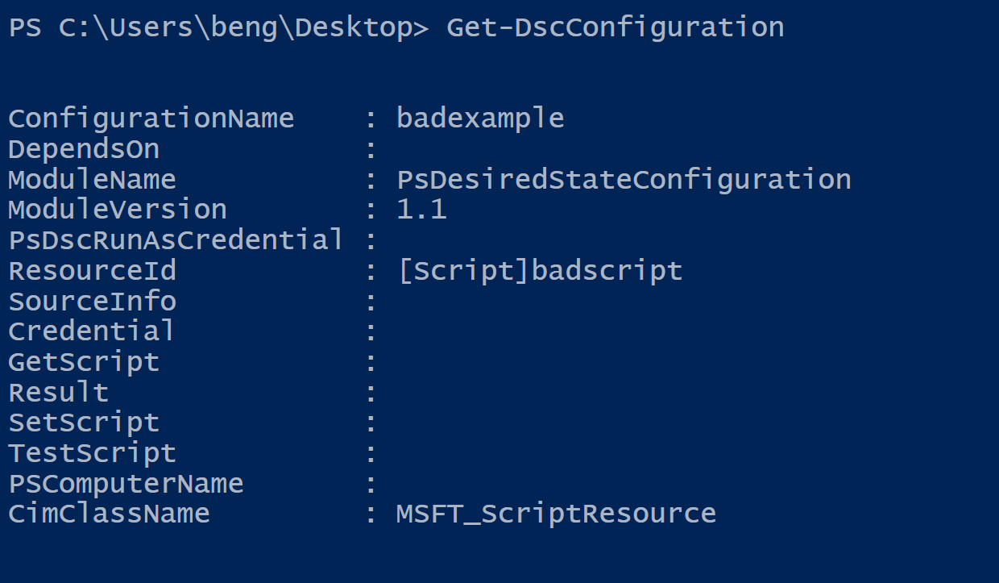 PS C:\Users\beng\Desktop> Get-DscConfiguration
ConfigurationName    : badexample
DependsOn            :
ModuleName           : PsDesiredStateConfiguration
ModuleVersion        : 1.1
PsDscRunAsCredential :
ResourceId           : [Script]badscript
SourceInfo           :
Credential           :
GetScript            :
Result               :
SetScript            :
TestScript           :
PSComputerName       :
CimClassName         : MSFT_ScriptResource